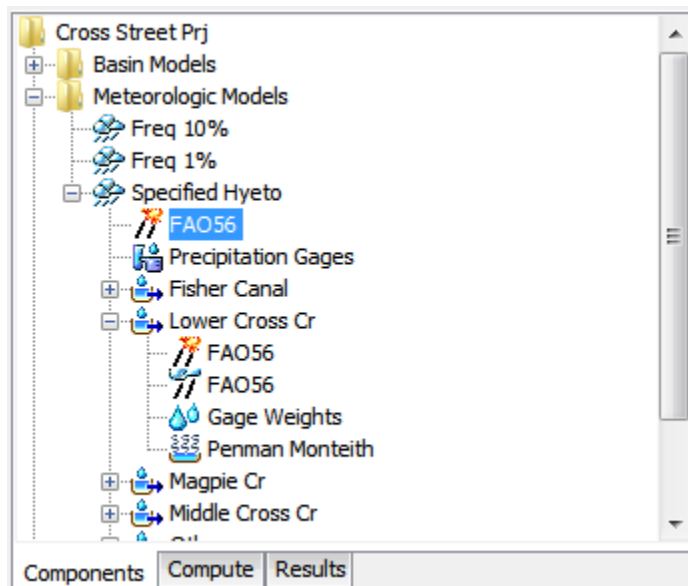 Cross Street Prj
Basin Models
Meteorologic Models
Freq 10%
Freq 1%
Specified Hyeto
FAO56
Precipitation Gages
Fisher Canal
Lower Cross Cr
FAO56
FAO56
Gage Weights
Penman Monteith
Magpie Cr
Middle Cross Cr
Components Compute Results